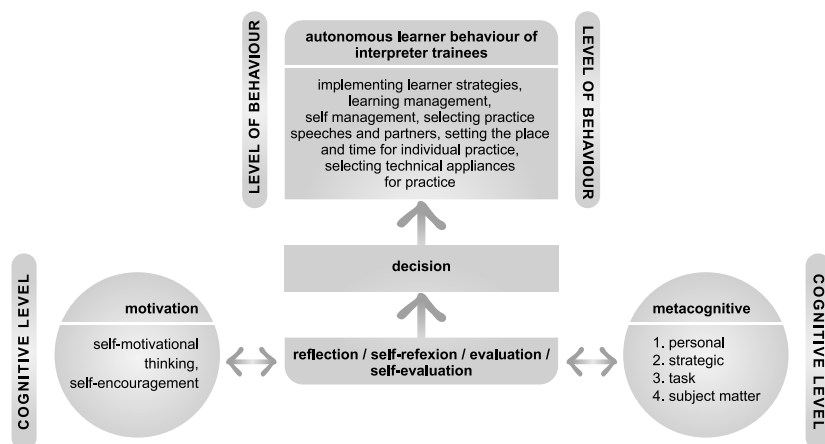 LEVEL OF BEHAVIOUR
autonomous learner behaviour of
interpreter trainees
implementing learner strategies,
learning management,
self management, selecting practice
speeches and partners, setting the place
and time for individual practice,
selecting technical appliances
for practice
LEVEL OF BEHAVIOUR
decision
COGNITIVE LEVEL
motivation
self-motivational
thinking,
self-encouragement
reflection / self-refexion / evaluation /
self-evaluation
metacognitive
1. personal
2. strategic
3. task
4. subject matter
COGNITIVE LEVEL